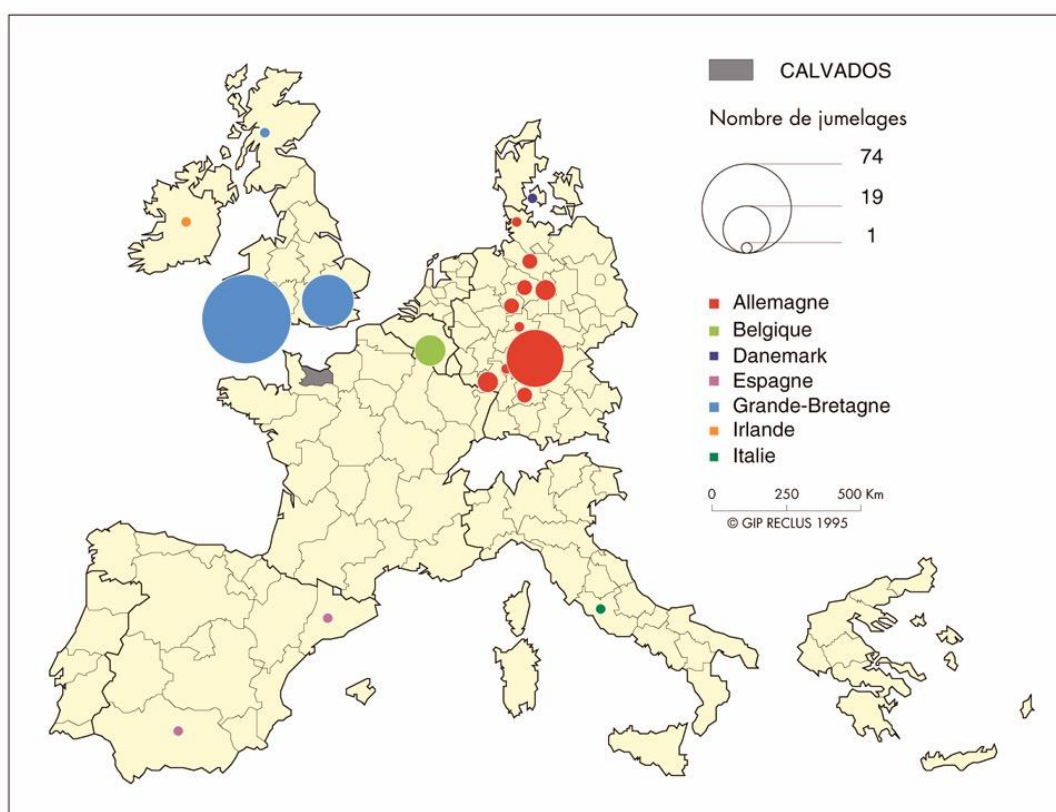 CALVADOS
Nombre de jumelages
74
19
1
Allemagne
Belgique
Danemark
Espagne
Grande-Bretagne
Irlande
Italie
0 250 500 Km
© GIP RECLUS 1995